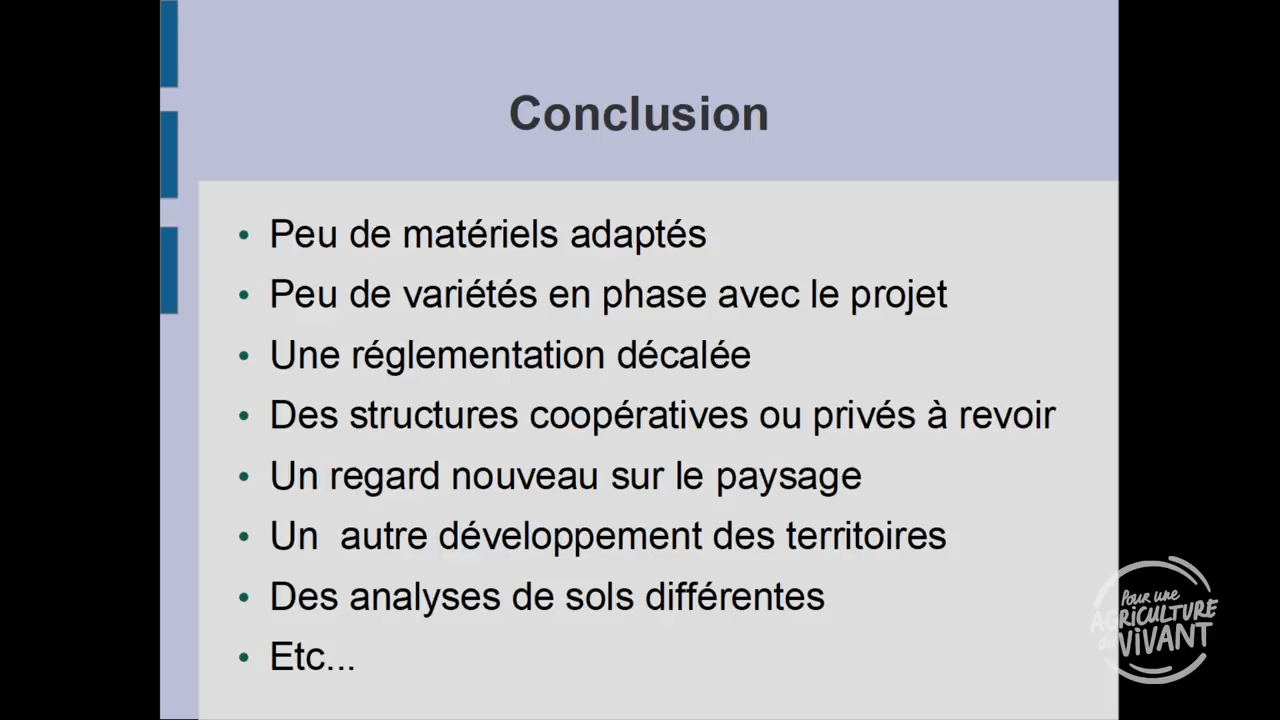 Conclusion
• Peu de matériels adaptés
• Peu de variétés en phase avec le projet
• Une réglementation décalée
• Des structures coopératives ou privés à revoir
• Un regard nouveau sur le paysage
• Un  autre développement des territoires
• Des analyses de sols différentes
• Etc...
Pour une
AGRICULTURE
du VIVANT